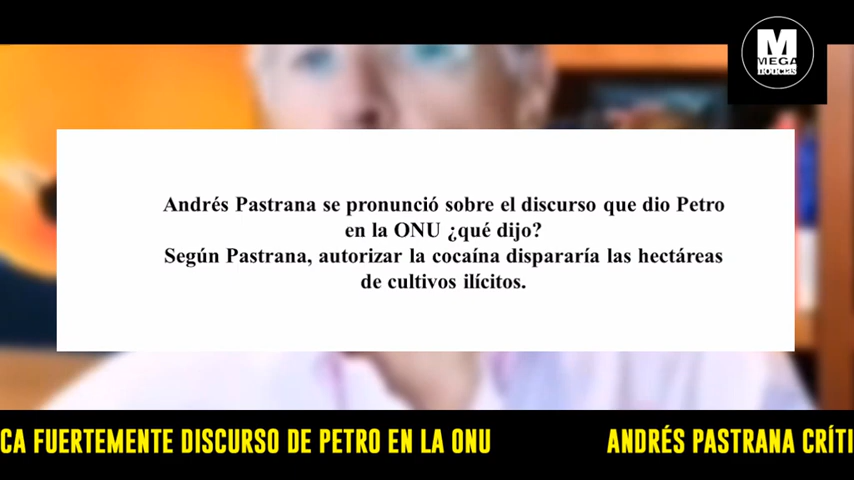 M
MEGA
noticias
Andrés Pastrana se pronunció sobre el discurso que dio Petro
en la ONU ¿qué dijo?
Según Pastrana, autorizar la cocaína dispararía las hectáreas
de cultivos ilícitos.
CA FUERTEMENTE DISCURSO DE PETRO EN LA ONU ANDRÉS PASTRANA CRÍTI